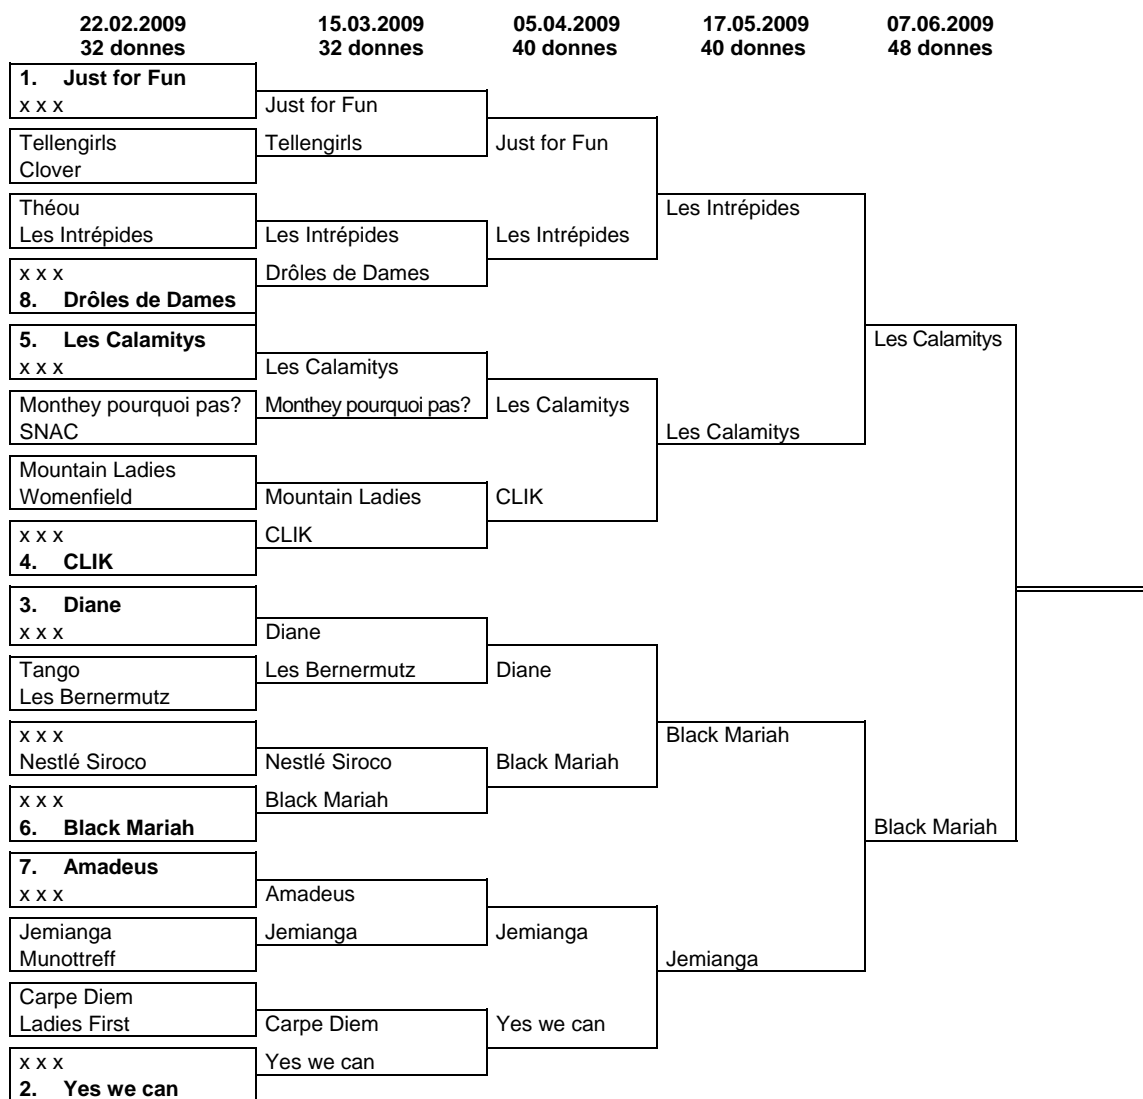 22.02.2009 15.03.2009 05.04.2009 17.05.2009 07.06.2009
32 donnes 32 donnes 40 donnes 40 donnes 48 donnes
1. Just for Fun
x x x
Just for Fun
Tellengirls
Tellengirls
Just for Fun
Clover
Théou
Les Intrépides
Les Intrépides
Les Intrépides
Les Intrépides
x x x
Drôles de Dames
8. Drôles de Dames
5. Les Calamitys
Les Calamitys
x x x
Les Calamitys
Monthey pourquoi pas?
Monthey pourquoi pas?
Les Calamitys
SNAC
Les Calamitys
Mountain Ladies
Womenfield
Mountain Ladies
CLIK
x x x
CLIK
4. CLIK
3. Diane
x x x
Diane
Tango
Les Bernermutz
Diane
Les Bernermutz
x x x
Black Mariah
Nestlé Siroco
Nestlé Siroco
Black Mariah
x x x
Black Mariah
6. Black Mariah
Black Mariah
7. Amadeus
x x x
Amadeus
Jemianga
Jemianga
Jemianga
Munottreff
Jemianga
Carpe Diem
Ladies First
Carpe Diem
Yes we can
x x x
Yes we can
2. Yes we can